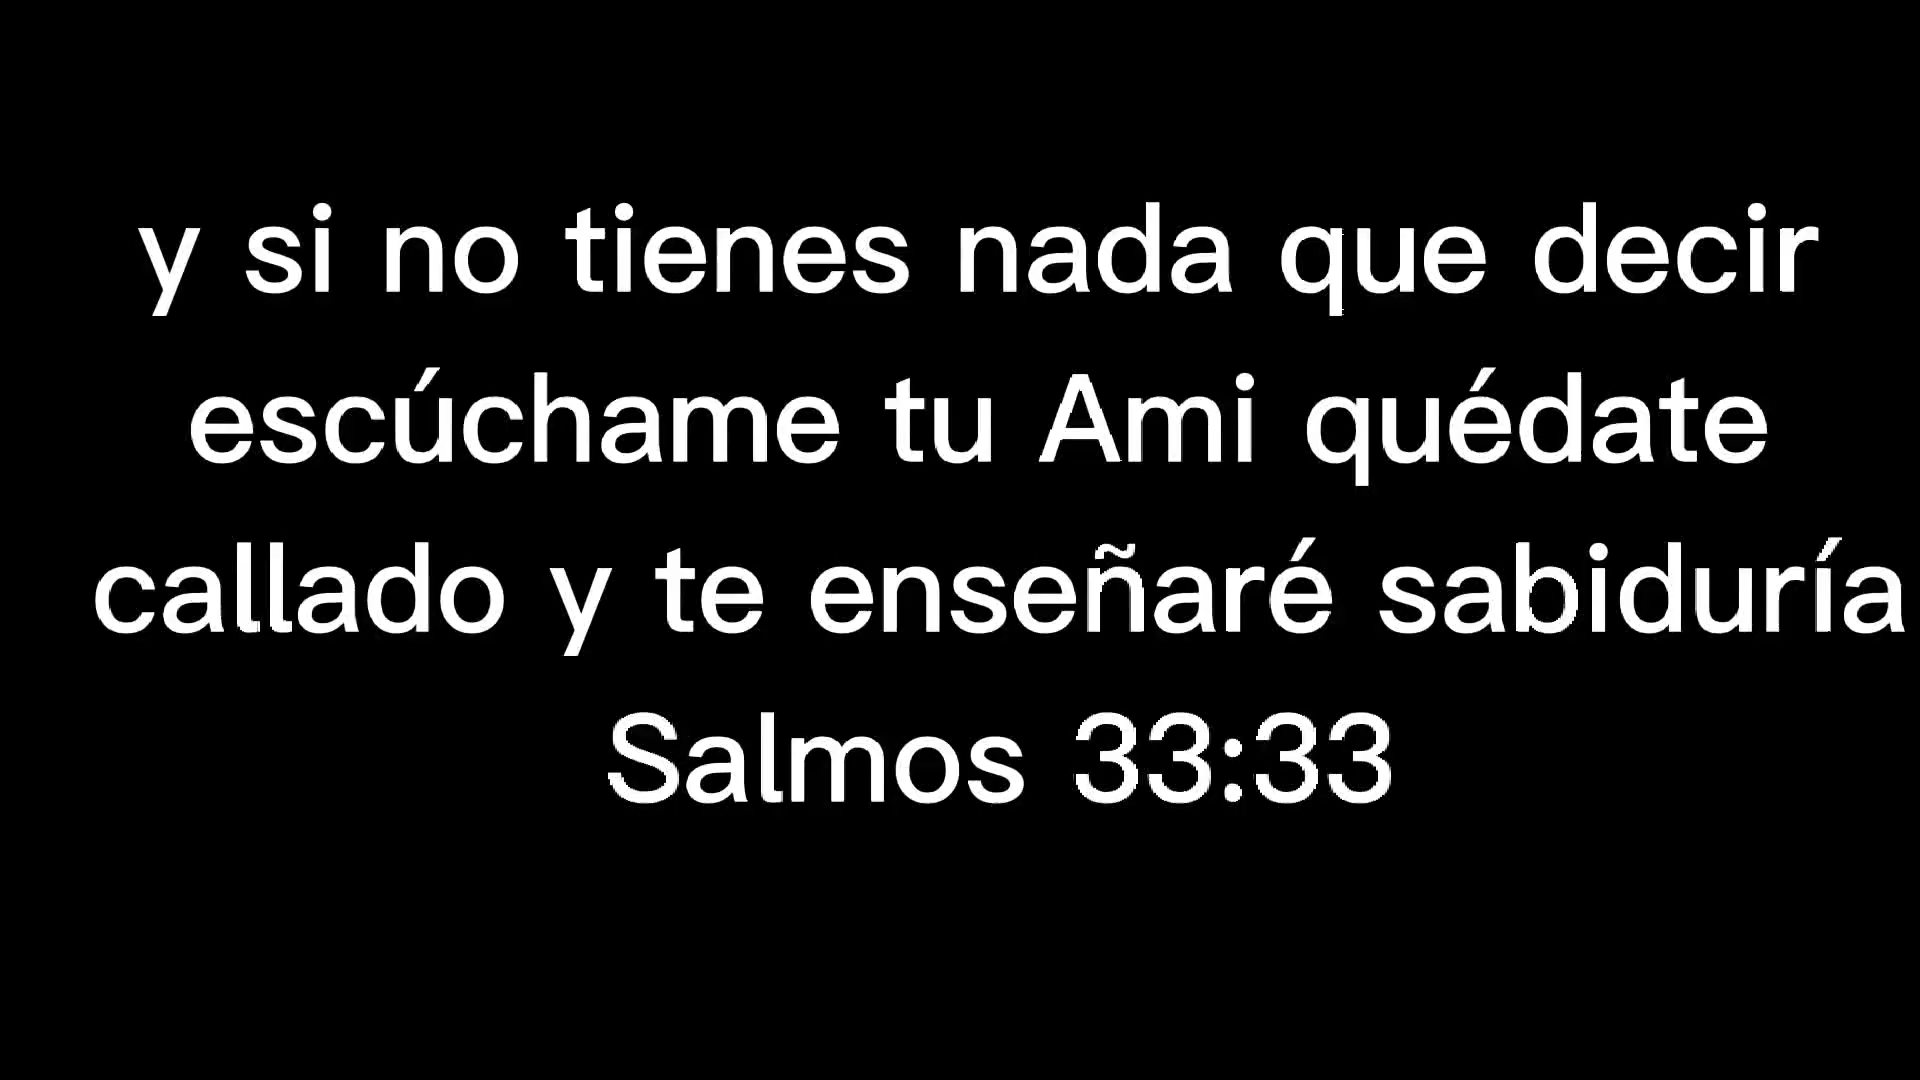 y si no tienes nada que decir
escúchame tu Ami quédate
callado y te enseñaré sabiduría
Salmos 33:33